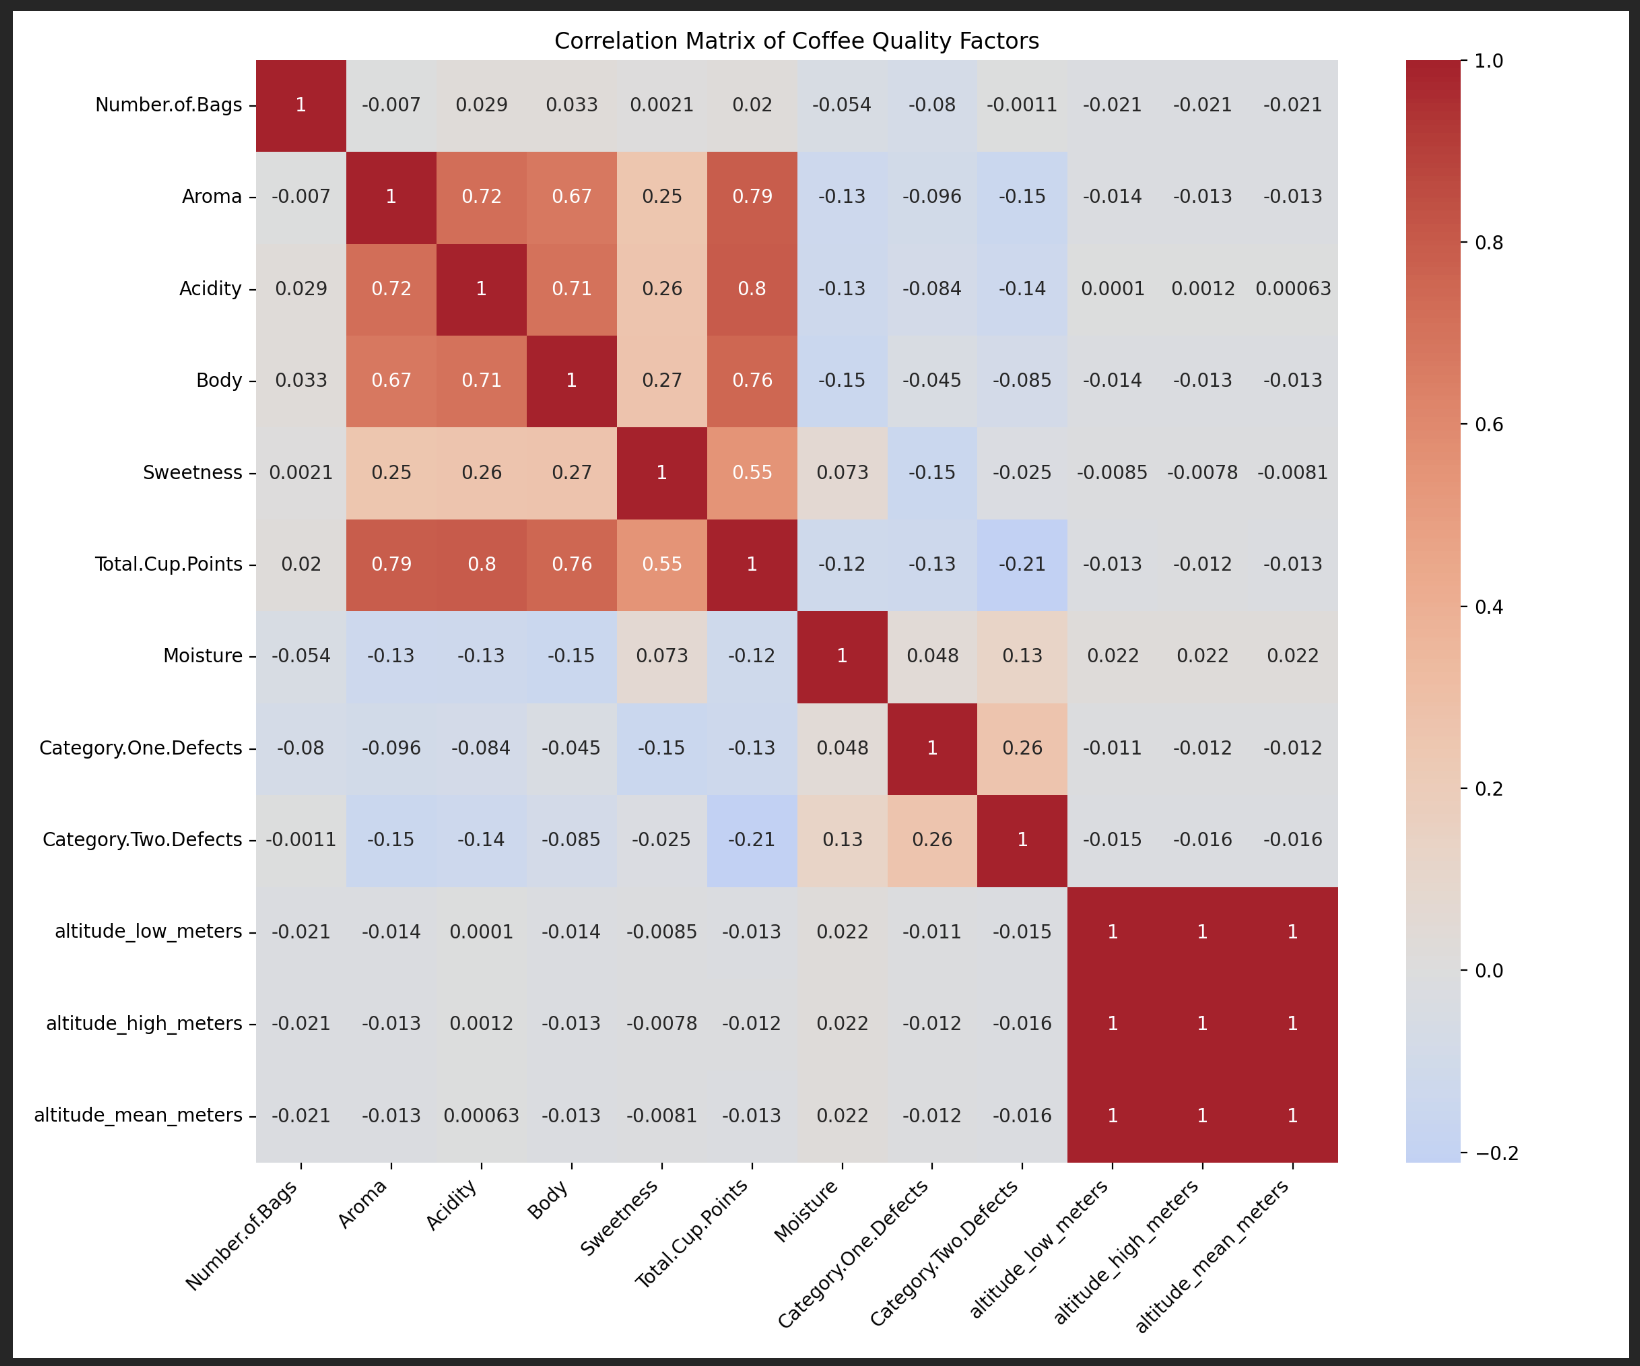 Correlation Matrix of Coffee Quality Factors
Number.of.Bags 1 -0.007 0.029 0.033 0.0021 0.02 -0.054 -0.08 -0.0011 -0.021 -0.021 -0.021
Aroma -0.007 1 0.72 0.67 0.25 0.79 -0.13 -0.096 -0.15 -0.014 -0.013 -0.013
Acidity 0.029 0.72 1 0.71 0.26 0.8 -0.13 -0.084 -0.14 0.0001 0.0012 0.00063
Body 0.033 0.67 0.71 1 0.27 0.76 -0.15 -0.045 -0.085 -0.014 -0.013 -0.013
Sweetness 0.0021 0.25 0.26 0.27 1 0.55 0.073 -0.15 -0.025 -0.0085 -0.0078 -0.0081
Total.Cup.Points 0.02 0.79 0.8 0.76 0.55 1 -0.12 -0.13 -0.21 -0.013 -0.012 -0.013
Moisture -0.054 -0.13 -0.13 -0.15 0.073 -0.12 1 0.048 0.13 0.022 0.022 0.022
Category.One.Defects -0.08 -0.096 -0.084 -0.045 -0.15 -0.13 0.048 1 0.26 -0.011 -0.012 -0.012
Category.Two.Defects -0.0011 -0.15 -0.14 -0.085 -0.025 -0.21 0.13 0.26 1 -0.015 -0.016 -0.016
altitude_low_meters -0.021 -0.014 0.0001 -0.014 -0.0085 -0.013 0.022 -0.011 -0.015 1 1 1
altitude_high_meters -0.021 -0.013 0.0012 -0.013 -0.0078 -0.012 0.022 -0.012 -0.016 1 1 1
altitude_mean_meters -0.021 -0.013 0.00063 -0.013 -0.0081 -0.013 0.022 -0.012 -0.016 1 1 1
Number.of.Bags
Aroma
Acidity
Body
Sweetness
Total.Cup.Points
Moisture
Category.One.Defects
Category.Two.Defects
altitude_low_meters
altitude_high_meters
altitude_mean_meters
1.0
0.8
0.6
0.4
0.2
0.0
−0.2